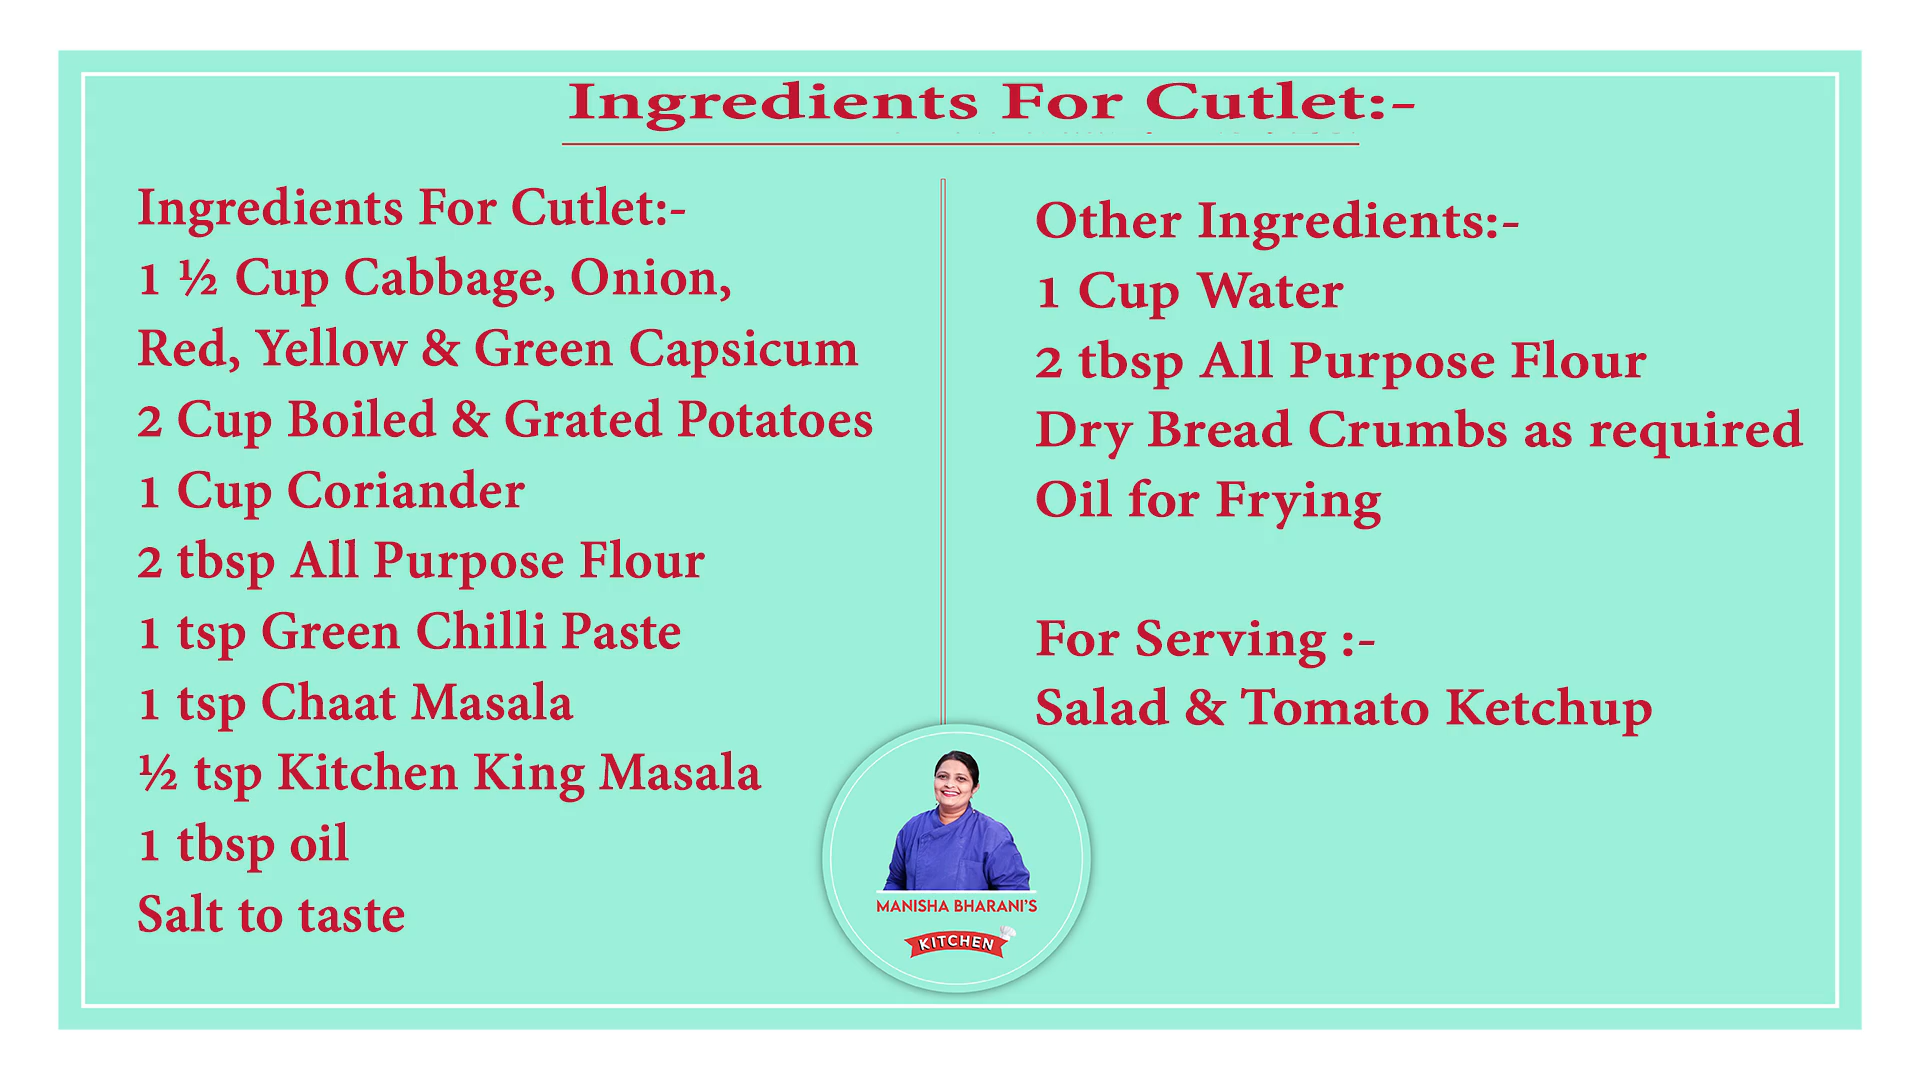 Ingredients For Cutlet:-
Ingredients For Cutlet:-
1 ½ Cup Cabbage, Onion,
Red, Yellow & Green Capsicum
2 Cup Boiled & Grated Potatoes
1 Cup Coriander
2 tbsp All Purpose Flour
1 tsp Green Chilli Paste
1 tsp Chaat Masala
½ tsp Kitchen King Masala
1 tbsp oil
Salt to taste
Other Ingredients:-
1 Cup Water
2 tbsp All Purpose Flour
Dry Bread Crumbs as required
Oil for Frying
For Serving :-
Salad & Tomato Ketchup
MANISHA BHARANI'S
KITCHEN